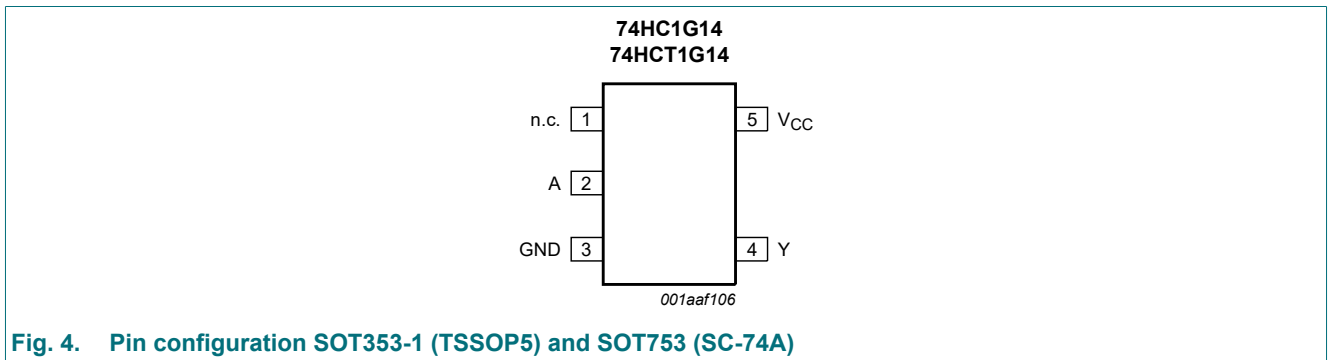 74HC1G14
74HCT1G14
n.c. 1
5 VCC
A 2
GND 3
4 Y
001aaf106
Fig. 4. Pin configuration SOT353-1 (TSSOP5) and SOT753 (SC-74A)